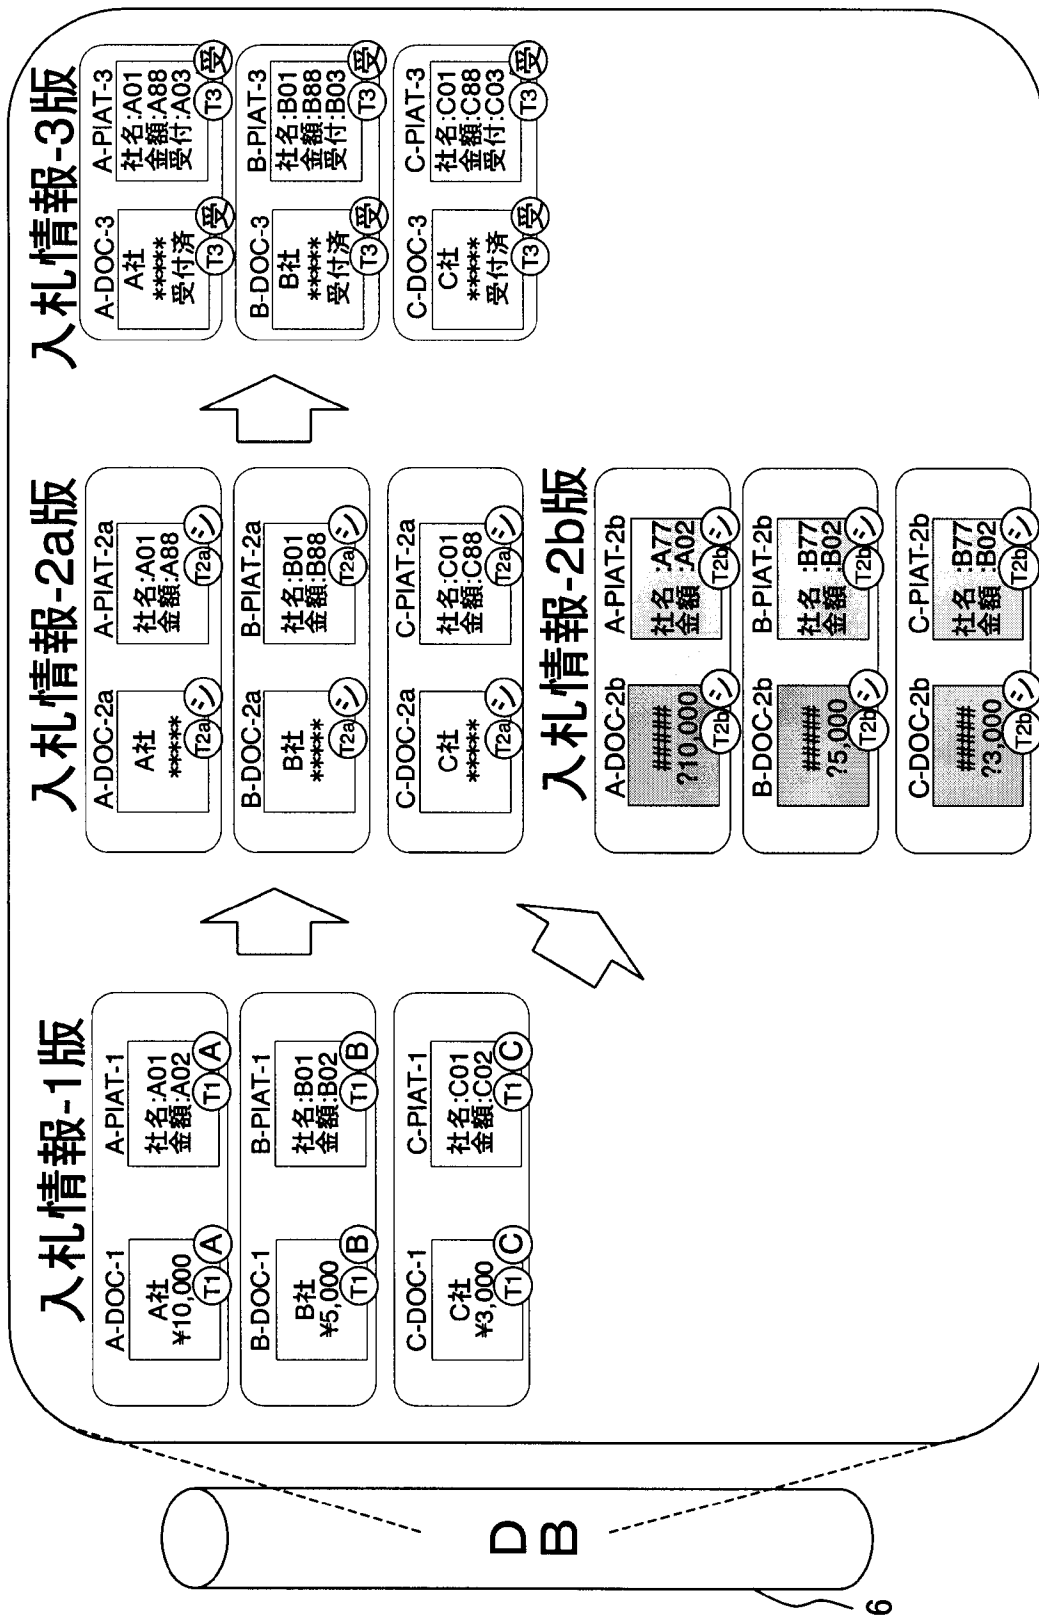 入札情報-1版
A-DOC-1
A社
¥10,000
T1
A
A-PIAT-1
社名:A01
金額:A02
T1
A
B-DOC-1
B社
¥5,000
T1
B
B-PIAT-1
社名:B01
金額:B02
T1
B
C-DOC-1
C社
¥3,000
T1
C
C-PIAT-1
社名:C01
金額:C02
T1
C
入札情報-2a版
A-DOC-2a
A社
*****
T2a
シ
A-PIAT-2a
社名:A01
金額:A88
T2a
シ
B-DOC-2a
B社
*****
T2a
シ
B-PIAT-2a
社名:B01
金額:B88
T2a
シ
C-DOC-2a
C社
*****
T2a
シ
C-PIAT-2a
社名:C01
金額:C88
T2a
シ
入札情報-2b版
A-DOC-2b
####
?10,000
T2b
シ
A-PIAT-2b
社名 :A77
金額 :A02
T2b
シ
B-DOC-2b
####
?5,000
T2b
シ
B-PIAT-2b
社名 :B77
金額 :B02
T2b
シ
C-DOC-2b
####
?3,000
T2b
シ
C-PIAT-2b
社名 :B77
金額 :B02
T2b
シ
入札情報-3版
A-DOC-3
A社
*****
受付済
T3
受
A-PIAT-3
社名:A01
金額:A88
受付:A03
T3
受
B-DOC-3
B社
*****
受付済
T3
受
B-PIAT-3
社名:B01
金額:B88
受付:B03
T3
受
C-DOC-3
C社
*****
受付済
T3
受
C-PIAT-3
社名:C01
金額:C88
受付:C03
T3
受
DB
6